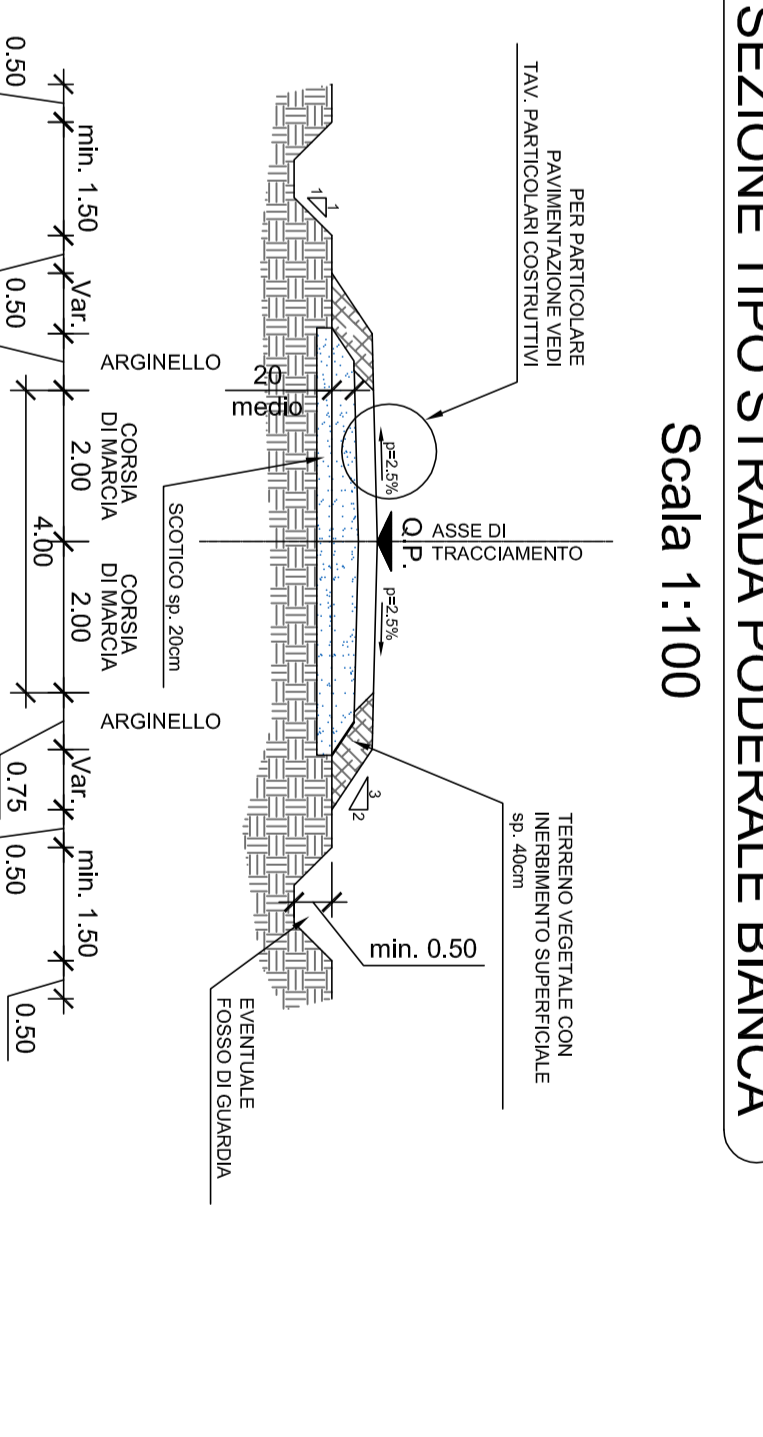 SEZIONE TIPO STRADA PODERALE BIANCA
Scala 1:100
PER PARTICOLARE
PAVIMENTAZIONE VEDI
TAV. PARTICOLARI COSTRUTTIVI
TERRENO VEGETALE CON
INERBIMENTO SUPERFICIALE
sp. 40cm
ASSE DI
TRACCIAMENTO
Q.P.
p=2.5%
p=2.5%
3
2
1
1
min. 0.50
20
medio
EVENTUALE
FOSSO DI GUARDIA
SCOTICO sp. 20cm
ARGINELLO
CORSIA
DI MARCIA
CORSIA
DI MARCIA
ARGINELLO
min. 1.50
Var.
2.00
2.00
Var.
min. 1.50
4.00
0.50
0.50
0.75
0.50
0.50